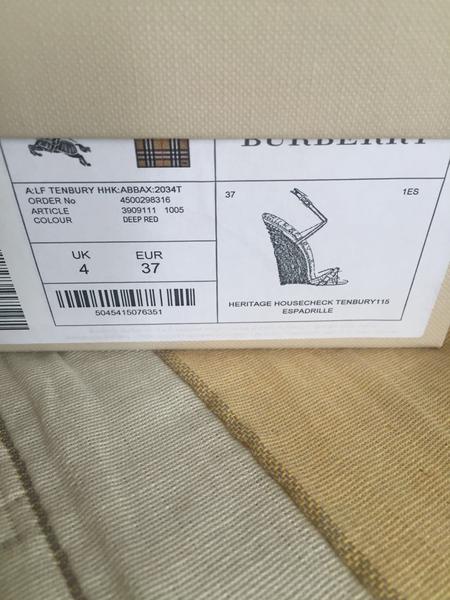 BURBERRY
A:LF TENBURY HHK:ABBAX:2034T
ORDER No 4500298316
ARTICLE 3909111 1005
COLOUR DEEP RED
UK EUR
4 37
5045415076351
37 1ES
HERITAGE HOUSECHECK TENBURY115
ESPADRILLE